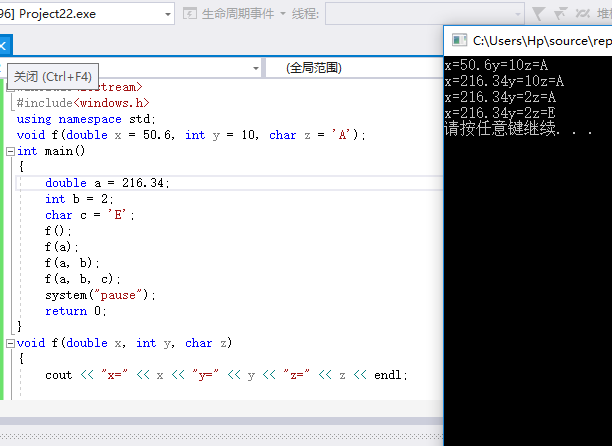 96] Project22.exe
生命周期事件
线程:
堆栈
C:\Users\Hp\source\rep
关闭 (Ctrl+F4)
(全局范围)
#include<windows.h>
using namespace std;
void f(double x = 50.6, int y = 10, char z = 'A');
int main()
{
double a = 216.34;
int b = 2;
char c = 'E';
f();
f(a);
f(a, b);
f(a, b, c);
system("pause");
return 0;
}
void f(double x, int y, char z)
{
cout << "x=" << x << "y=" << y << "z=" << z << endl;
x=50.6y=10z=A
x=216.34y=10z=A
x=216.34y=2z=A
x=216.34y=2z=E
请按任意键继续. . .